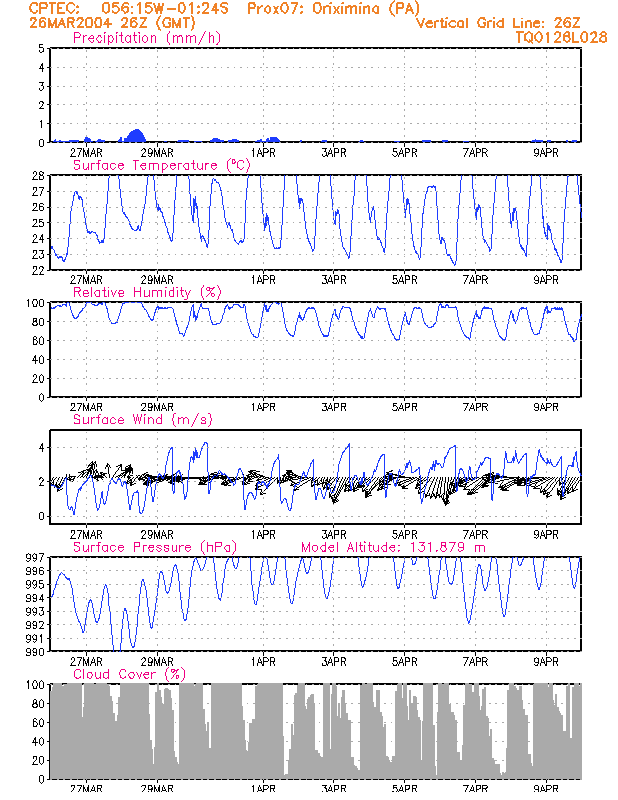 CPTEC: 056:15W-01:24S Prox07: Oriximina (PA)
26MAR2004 26Z (GMT) Vertical Grid Line: 26Z
Precipitation (mm/h) TQ0126L028
5
4
3
2
1
0
27MAR 29MAR 1APR 3APR 5APR 7APR 9APR
Surface Temperature (°C)
28
27
26
25
24
23
22
27MAR 29MAR 1APR 3APR 5APR 7APR 9APR
Relative Humidity (%)
100
80
60
40
20
0
27MAR 29MAR 1APR 3APR 5APR 7APR 9APR
Surface Wind (m/s)
4
2
0
27MAR 29MAR 1APR 3APR 5APR 7APR 9APR
Surface Pressure (hPa) Model Altitude: 131.879 m
997
996
995
994
993
992
991
990
27MAR 29MAR 1APR 3APR 5APR 7APR 9APR
Cloud Cover (%)
100
80
60
40
20
0
27MAR 29MAR 1APR 3APR 5APR 7APR 9APR